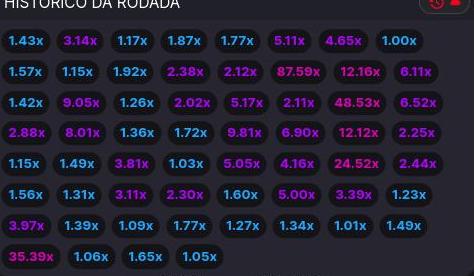 HISTÓRICO DA RODADA
1.43x 3.14x 1.17x 1.87x 1.77x 5.11x 4.65x 1.00x
1.57x 1.15x 1.92x 2.38x 2.12x 87.59x 12.16x 6.11x
1.42x 9.05x 1.26x 2.02x 5.17x 2.11x 48.53x 6.52x
2.88x 8.01x 1.36x 1.72x 9.81x 6.90x 12.12x 2.25x
1.15x 1.49x 3.81x 1.03x 5.05x 4.16x 24.52x 2.44x
1.56x 1.31x 3.11x 2.30x 1.60x 5.00x 3.39x 1.23x
3.97x 1.39x 1.09x 1.77x 1.27x 1.34x 1.01x 1.49x
35.39x 1.06x 1.65x 1.05x